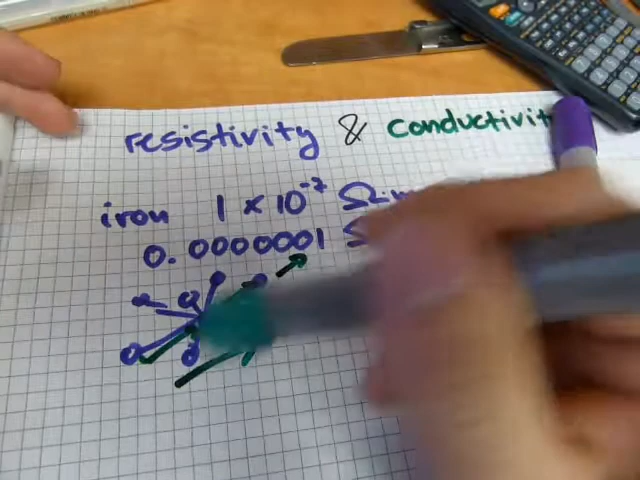 resistivity & conductivit
iron 1 × 10⁻⁷ Ω·m
0.0000001